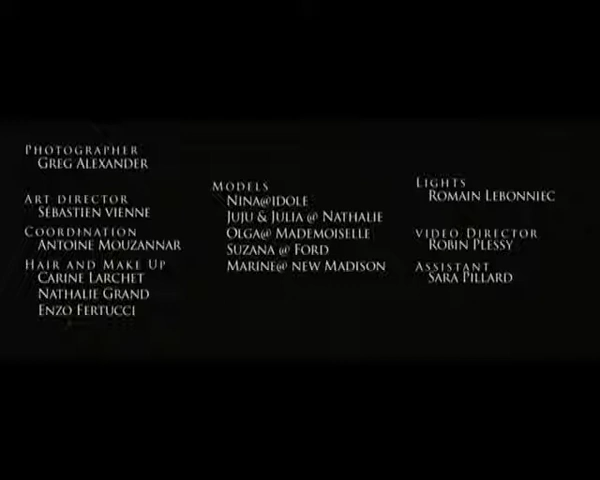 Photographer
Greg Alexander
Art director
Sébastien vienne
Coordination
Antoine Mouzannar
Hair and Make Up
Carine Larchet
Nathalie Grand
Enzo Fertucci
Models
Nina@idole
Juju & Julia @ Nathalie
Olga@ Mademoiselle
Suzana @ Ford
Marine@ new Madison
Lights
Romain Lebonniec
video Director
Robin Plessy
Assistant
Sara Pillard